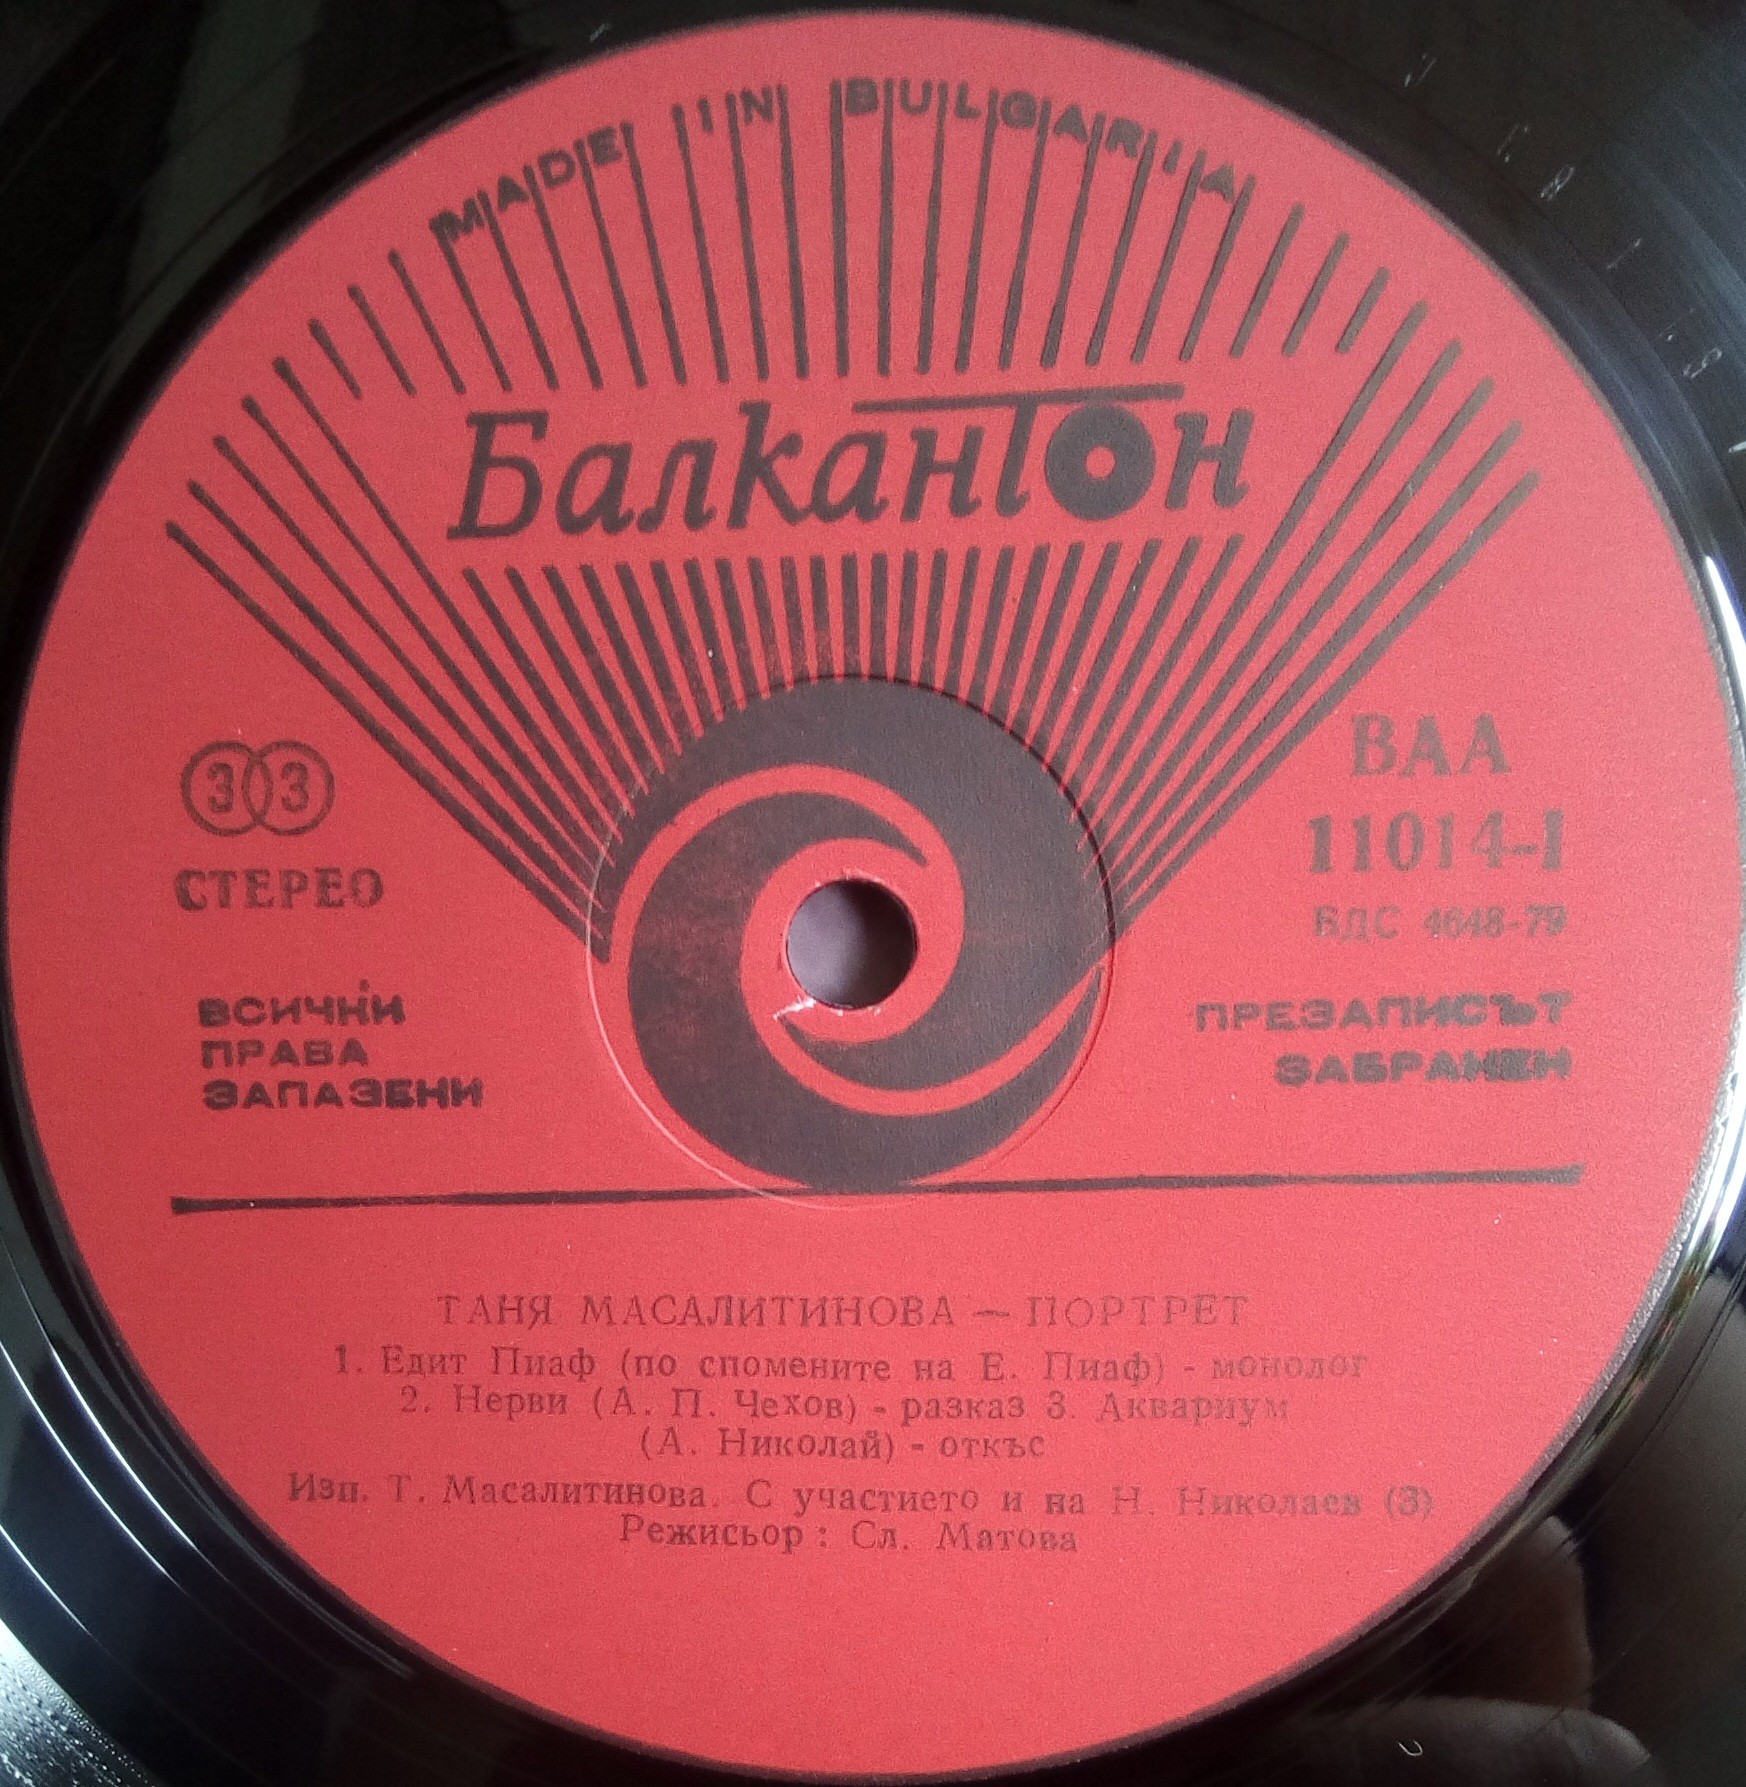 MADE IN BULGARIA
Балкантон
33
СТЕРЕО
ВАА
11014-I
БДС 4648-79
ВСИЧКИ
ПРАВА
ЗАПАЗЕНИ
ПРЕЗАПИСЪТ
ЗАБРАНЕН
ТАНЯ МАСАЛИТИНОВА — ПОРТРЕТ
1. Едит Пиаф (по спомените на Е. Пиаф) - монолог
2. Нерви (А. П. Чехов) - разказ 3. Аквариум
(А. Николай) - откъс
Изп. Т. Масалитинова. С участието и на Н. Николаев (3)
Режисьор : Сл. Матова